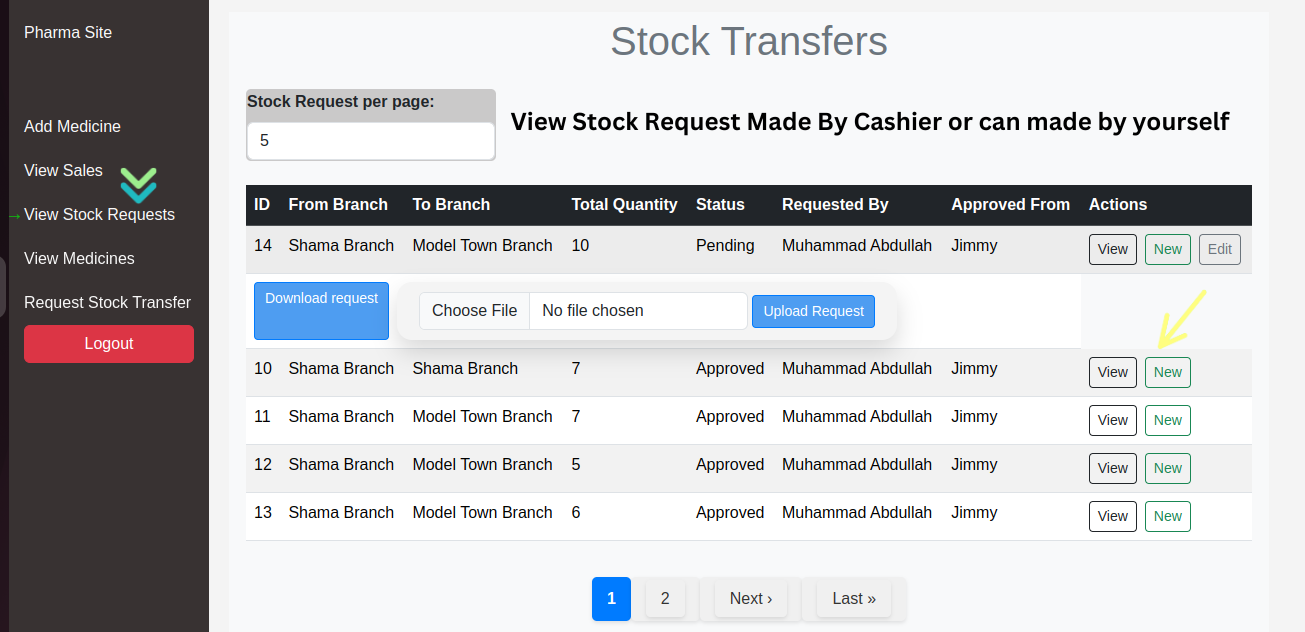 Pharma Site
Add Medicine
View Sales
View Stock Requests
View Medicines
Request Stock Transfer
Logout
Stock Transfers
Stock Request per page:
5
View Stock Request Made By Cashier or can made by yourself
ID From Branch To Branch Total Quantity Status Requested By Approved From Actions
14 Shama Branch Model Town Branch 10 Pending Muhammad Abdullah Jimmy View New Edit
Download request Choose File No file chosen Upload Request
10 Shama Branch Shama Branch 7 Approved Muhammad Abdullah Jimmy View New
11 Shama Branch Model Town Branch 7 Approved Muhammad Abdullah Jimmy View New
12 Shama Branch Model Town Branch 5 Approved Muhammad Abdullah Jimmy View New
13 Shama Branch Model Town Branch 6 Approved Muhammad Abdullah Jimmy View New
1 2 Next › Last »